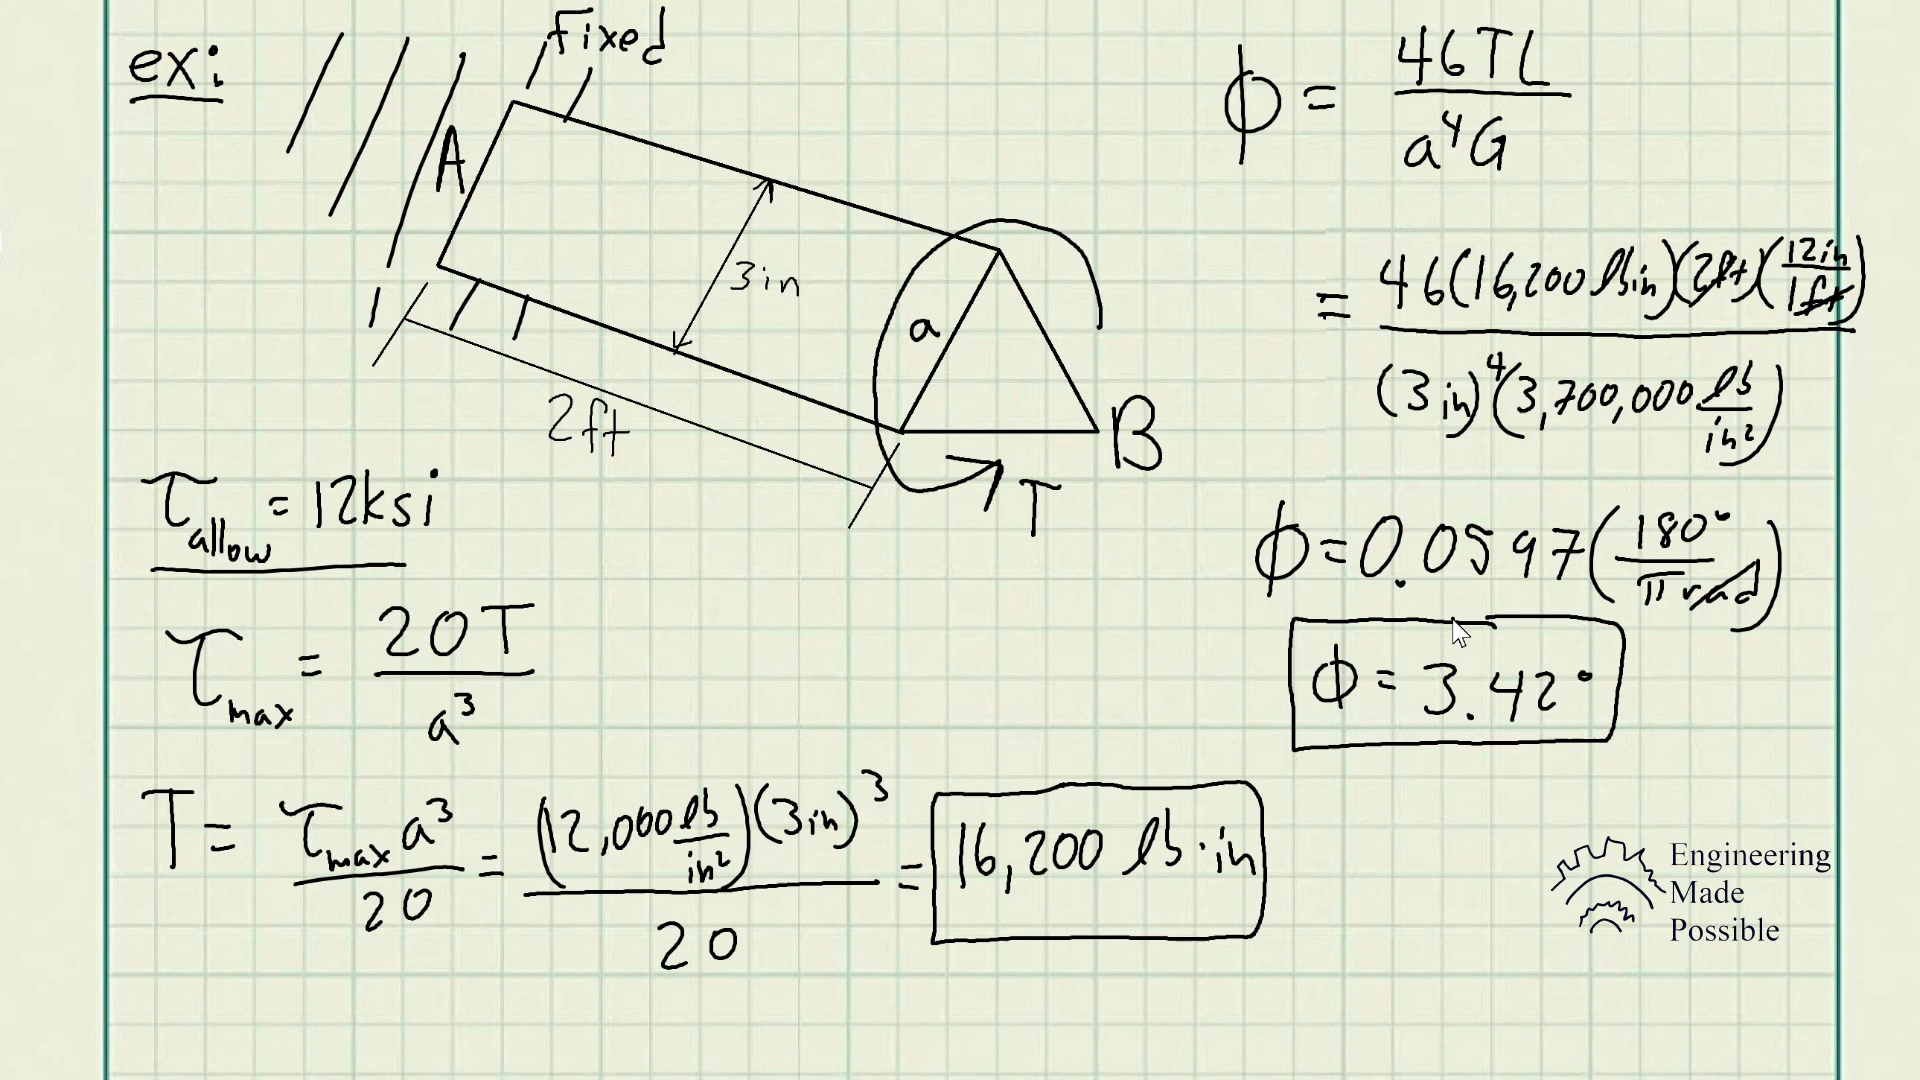 ex:
fixed
A
3in
a
2ft
B
T
τallow = 12ksi
τmax = 20T / a³
T = τmax a³ / 20 = (12,000 lb/in²)(3in)³ / 20 = 16,200 lb·in
ϕ = 46TL / a⁴G
= 46(16,200 lbin)(2ft)(12in/1ft) / (3in)⁴(3,700,000 lb/in²)
ϕ = 0.0597(180°/π rad)
ϕ = 3.42°
Engineering
Made
Possible